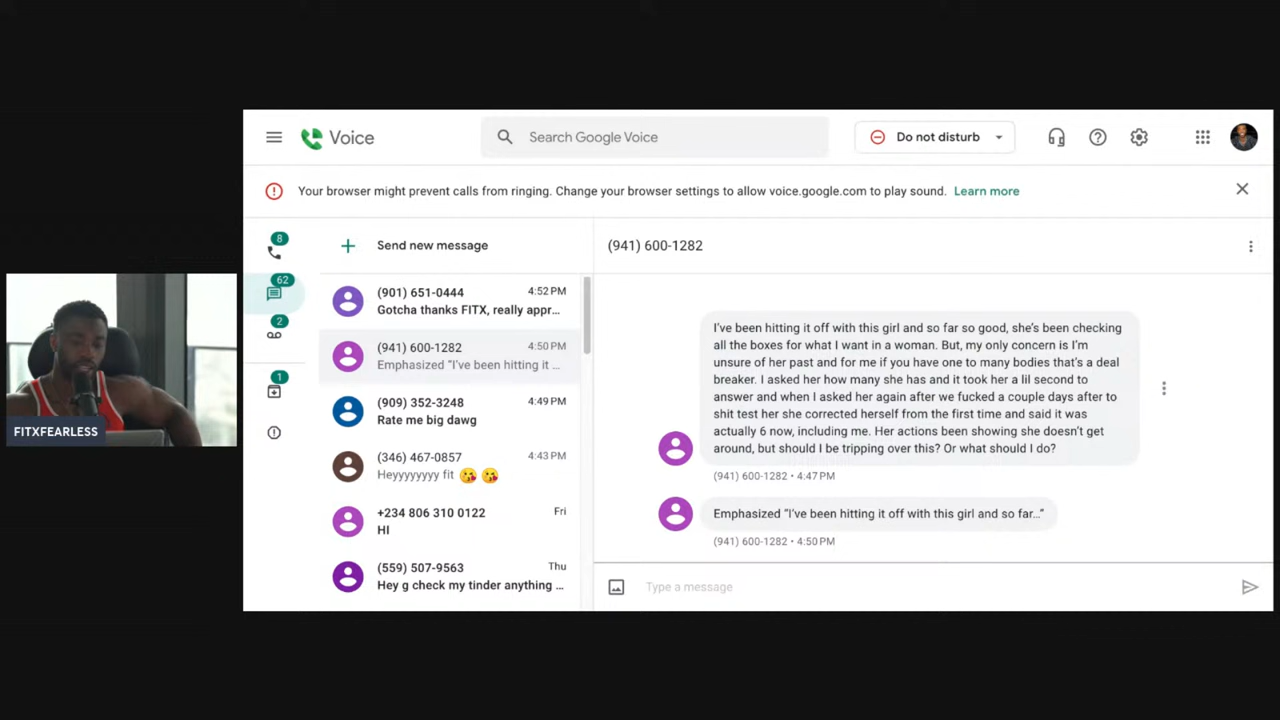 Voice
Search Google Voice
Do not disturb
Your browser might prevent calls from ringing. Change your browser settings to allow voice.google.com to play sound. Learn more
8
62
2
1
Send new message
(901) 651-0444 4:52 PM
Gotcha thanks FITX, really appr...
(941) 600-1282 4:50 PM
Emphasized “I've been hitting it ...
(909) 352-3248 4:49 PM
Rate me big dawg
(346) 467-0857 4:43 PM
Heyyyyyyy fit 😘 😘
+234 806 310 0122 Fri
HI
(559) 507-9563 Thu
Hey g check my tinder anything ...
(941) 600-1282
I've been hitting it off with this girl and so far so good, she's been checking
all the boxes for what I want in a woman. But, my only concern is I'm
unsure of her past and for me if you have one to many bodies that's a deal
breaker. I asked her how many she has and it took her a lil second to
answer and when I asked her again after we fucked a couple days after to
shit test her she corrected herself from the first time and said it was
actually 6 now, including me. Her actions been showing she doesn't get
around, but should I be tripping over this? Or what should I do?
(941) 600-1282 • 4:47 PM
Emphasized “I've been hitting it off with this girl and so far…”
(941) 600-1282 • 4:50 PM
Type a message
FITXFEARLESS